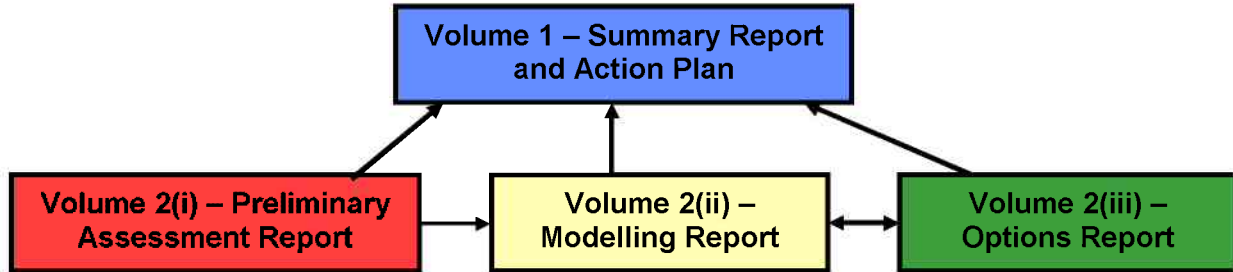 Volume 1 – Summary Report
and Action Plan
Volume 2(i) – Preliminary
Assessment Report
Volume 2(ii) –
Modelling Report
Volume 2(iii) –
Options Report